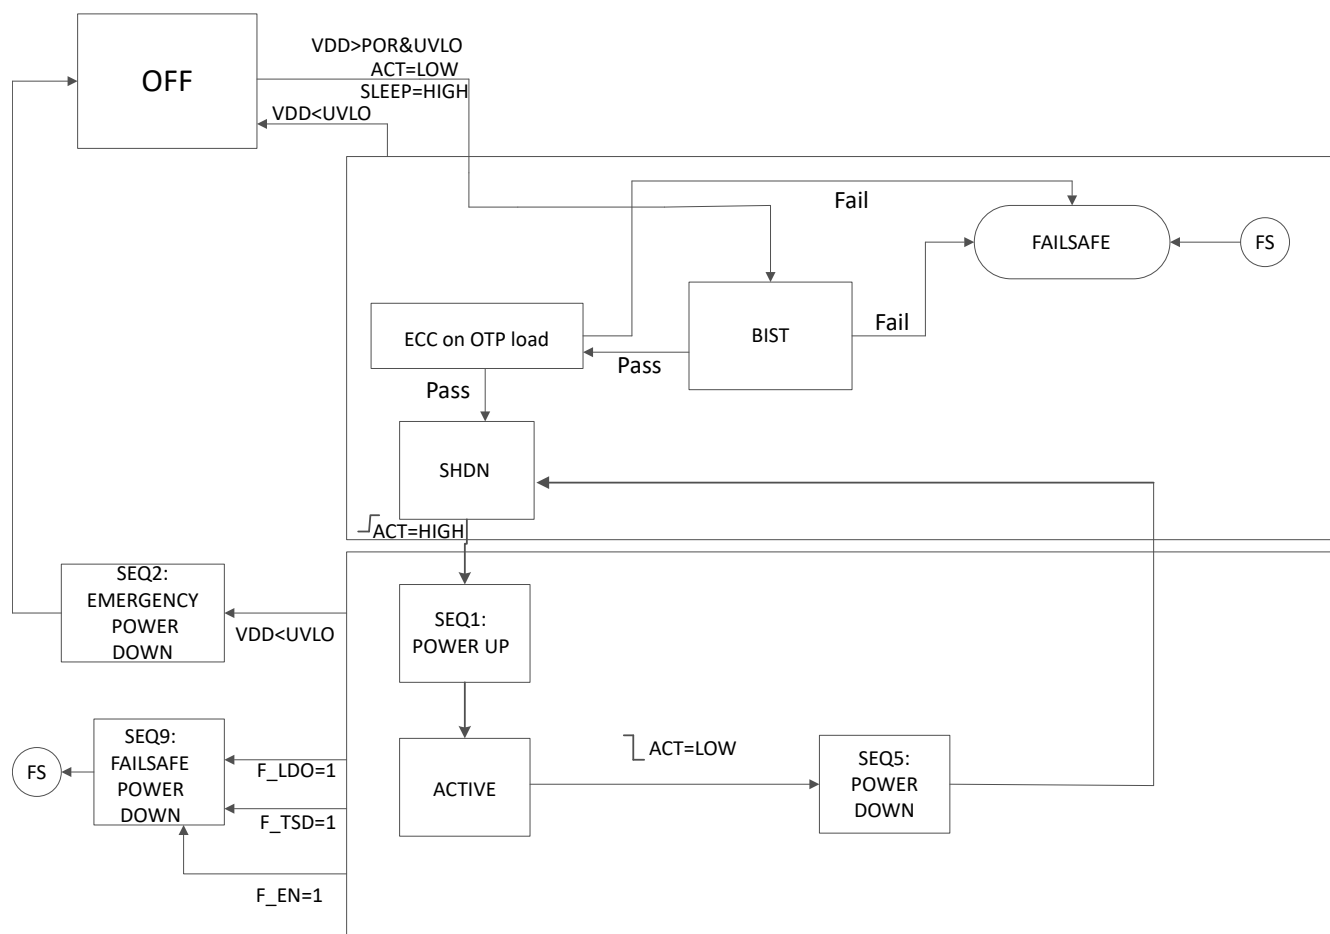 OFF
VDD>POR&UVLO
ACT=LOW
SLEEP=HIGH
VDD<UVLO
Fail
FAILSAFE
FS
ECC on OTP load
BIST
Fail
Pass
Pass
SHDN
ACT=HIGH
SEQ2:
EMERGENCY
POWER
DOWN
VDD<UVLO
SEQ1:
POWER UP
SEQ9:
FAILSAFE
POWER
DOWN
FS
F_LDO=1
F_TSD=1
F_EN=1
ACTIVE
ACT=LOW
SEQ5:
POWER
DOWN